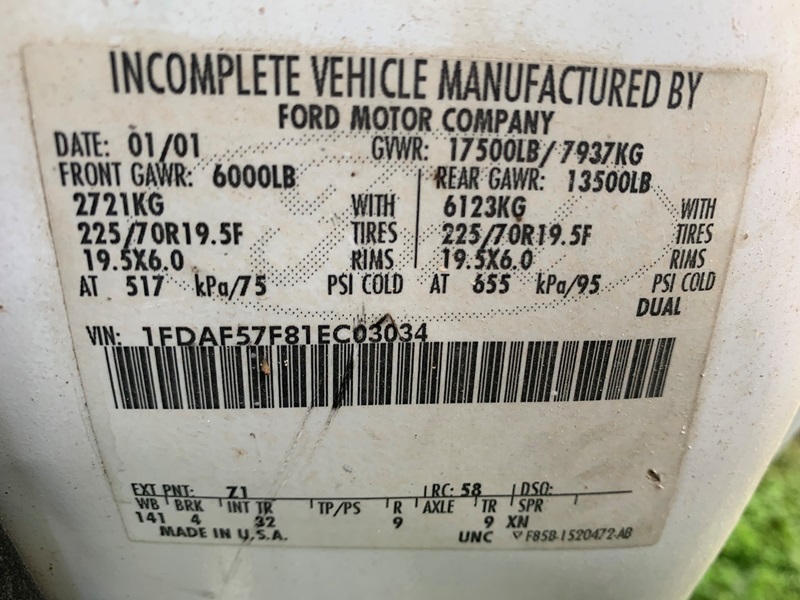 INCOMPLETE VEHICLE MANUFACTURED BY
FORD MOTOR COMPANY
DATE: 01/01 GVWR: 17500LB/ 7937KG
FRONT GAWR: 6000LB REAR GAWR: 13500LB
2721KG WITH 6123KG WITH
225/70R19.5F TIRES 225/70R19.5F TIRES
19.5X6.0 RIMS 19.5X6.0 RIMS
AT 517 kPa/75 PSI COLD AT 655 kPa/95 PSI COLD
DUAL
VIN: 1FDAF57F81EC03034
EXT PNT: Z1 RC: 58 DSO:
WB BRK INT TR TP/PS R AXLE TR SPR
141 4 32 9 9 XN
MADE IN U.S.A. UNC F85B-1520472-AB